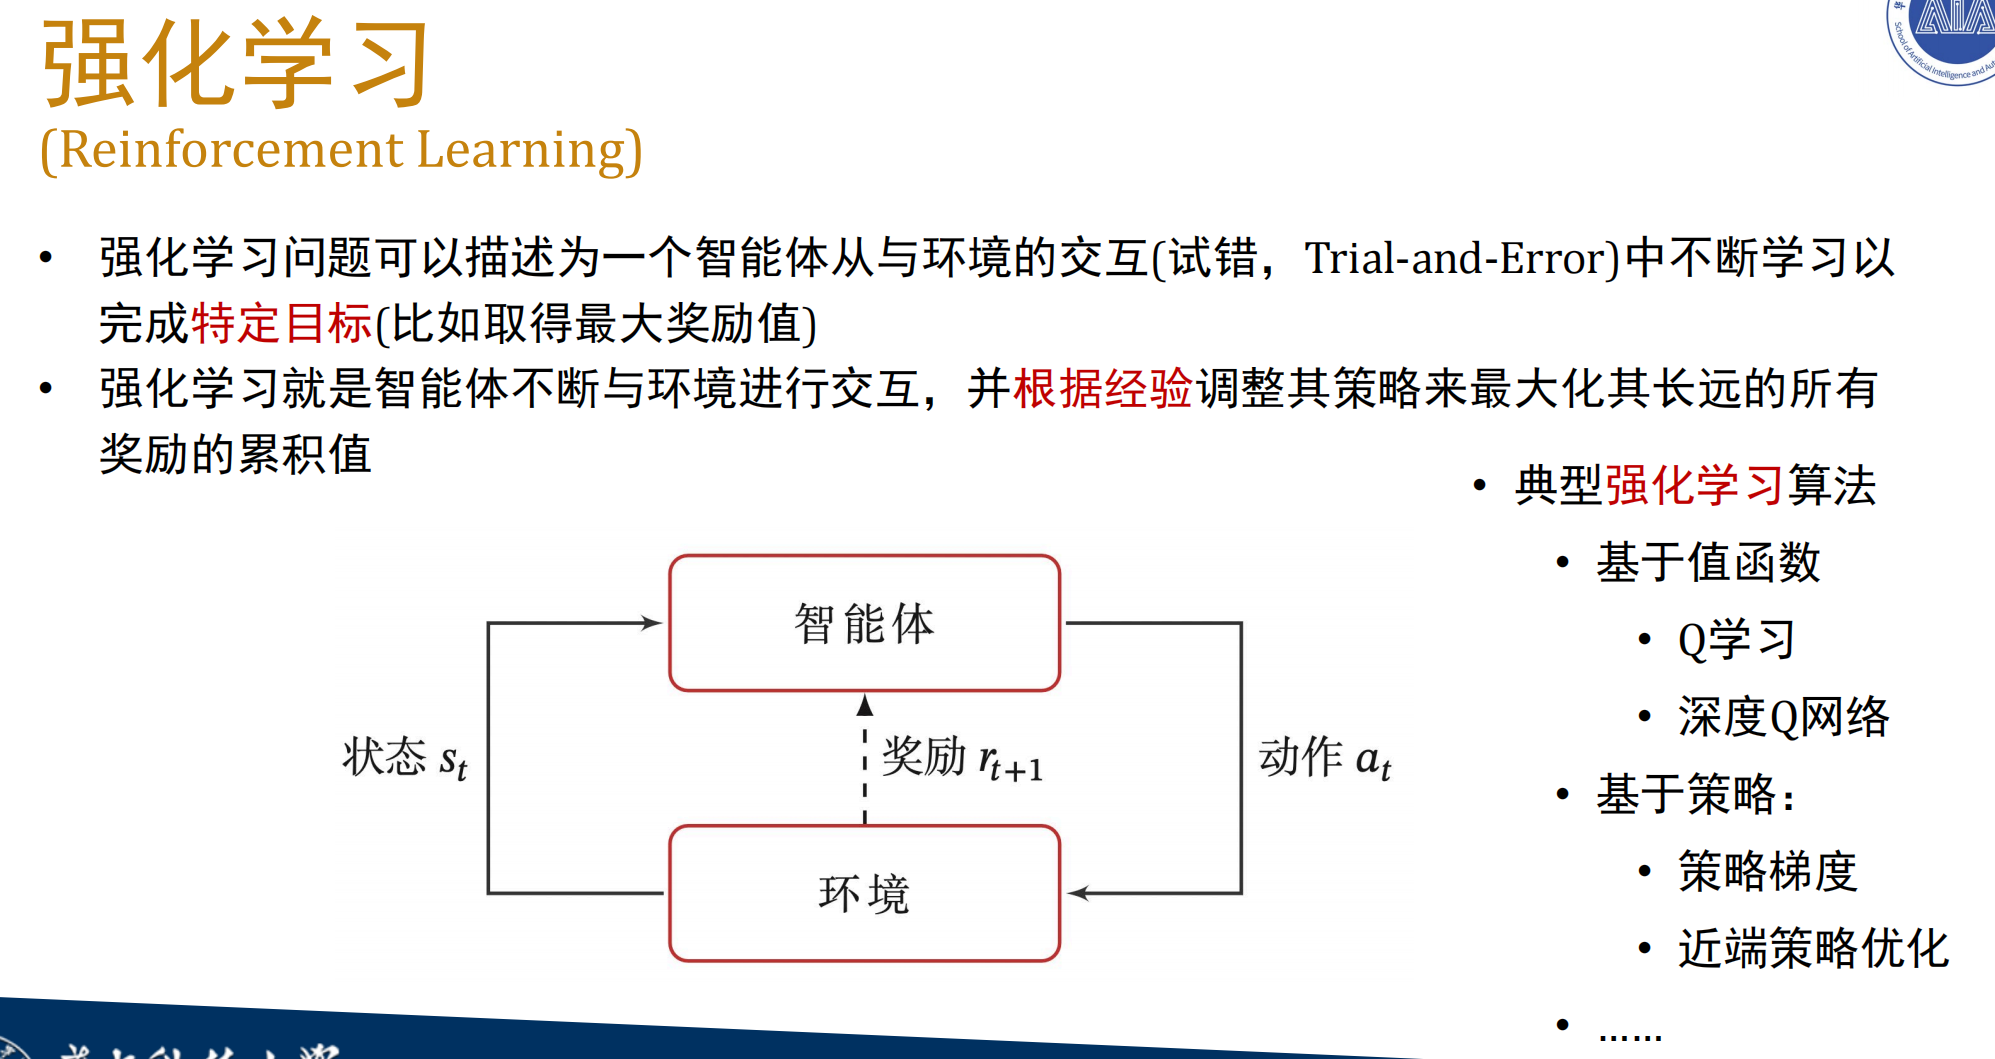 强化学习
(Reinforcement Learning)
• 强化学习问题可以描述为一个智能体从与环境的交互(试错，Trial-and-Error)中不断学习以
完成特定目标(比如取得最大奖励值)
• 强化学习就是智能体不断与环境进行交互，并根据经验调整其策略来最大化其长远的所有
奖励的累积值
• 典型强化学习算法
• 基于值函数
• Q学习
• 深度Q网络
• 基于策略：
• 策略梯度
• 近端策略优化
• ……
智能体
状态 sₜ
奖励 rₜ₊₁
动作 aₜ
环境
AIA
School of Artificial Intelligence and